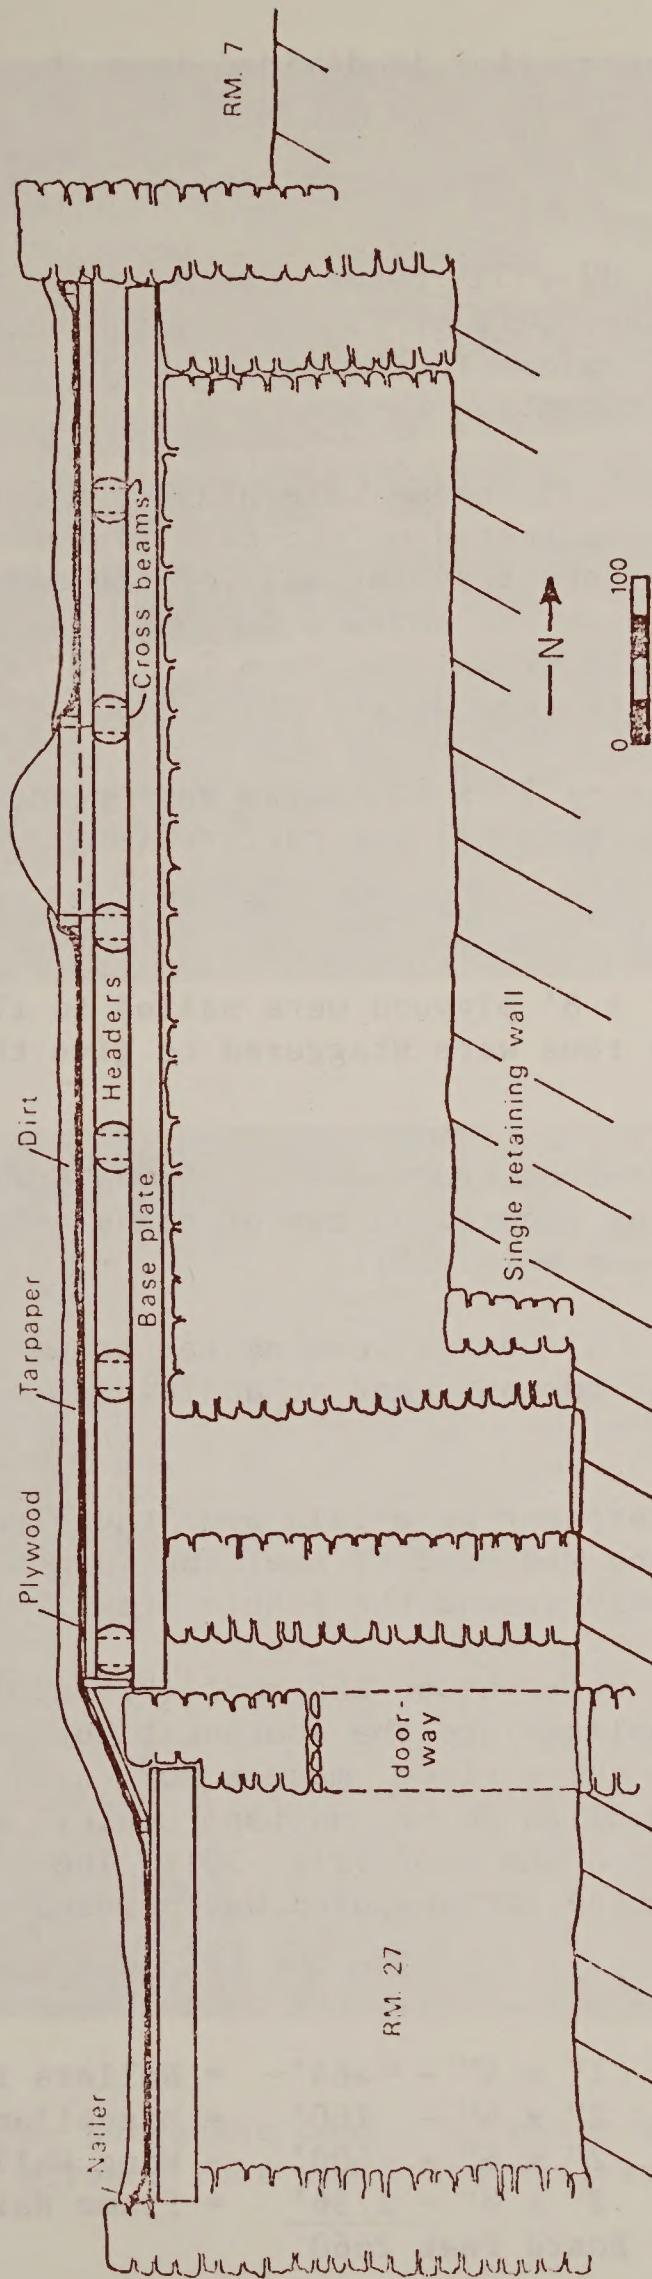 Nailer
Plywood
Tarpaper
Dirt
RM. 7
Headers
Cross beams
Base plate
door-
way
RM. 27
Single retaining wall
N
0 100